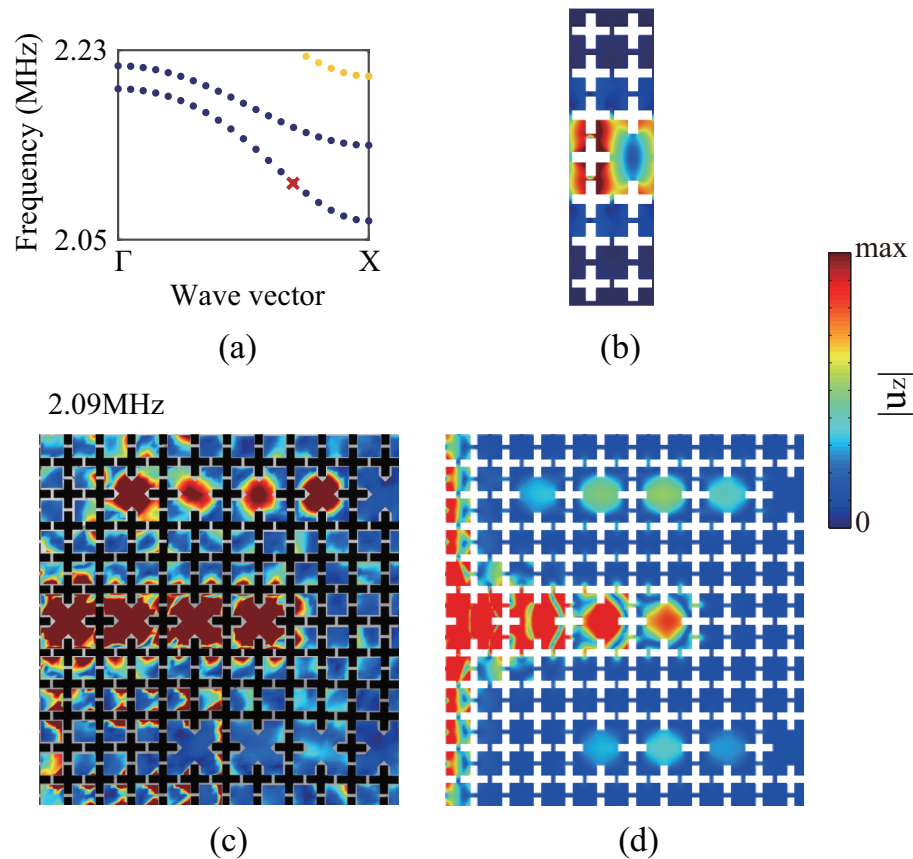 2.23
Frequency (MHz)
2.05
Γ
X
Wave vector
(a)
(b)
max
|uz|
0
2.09MHz
(c)
(d)